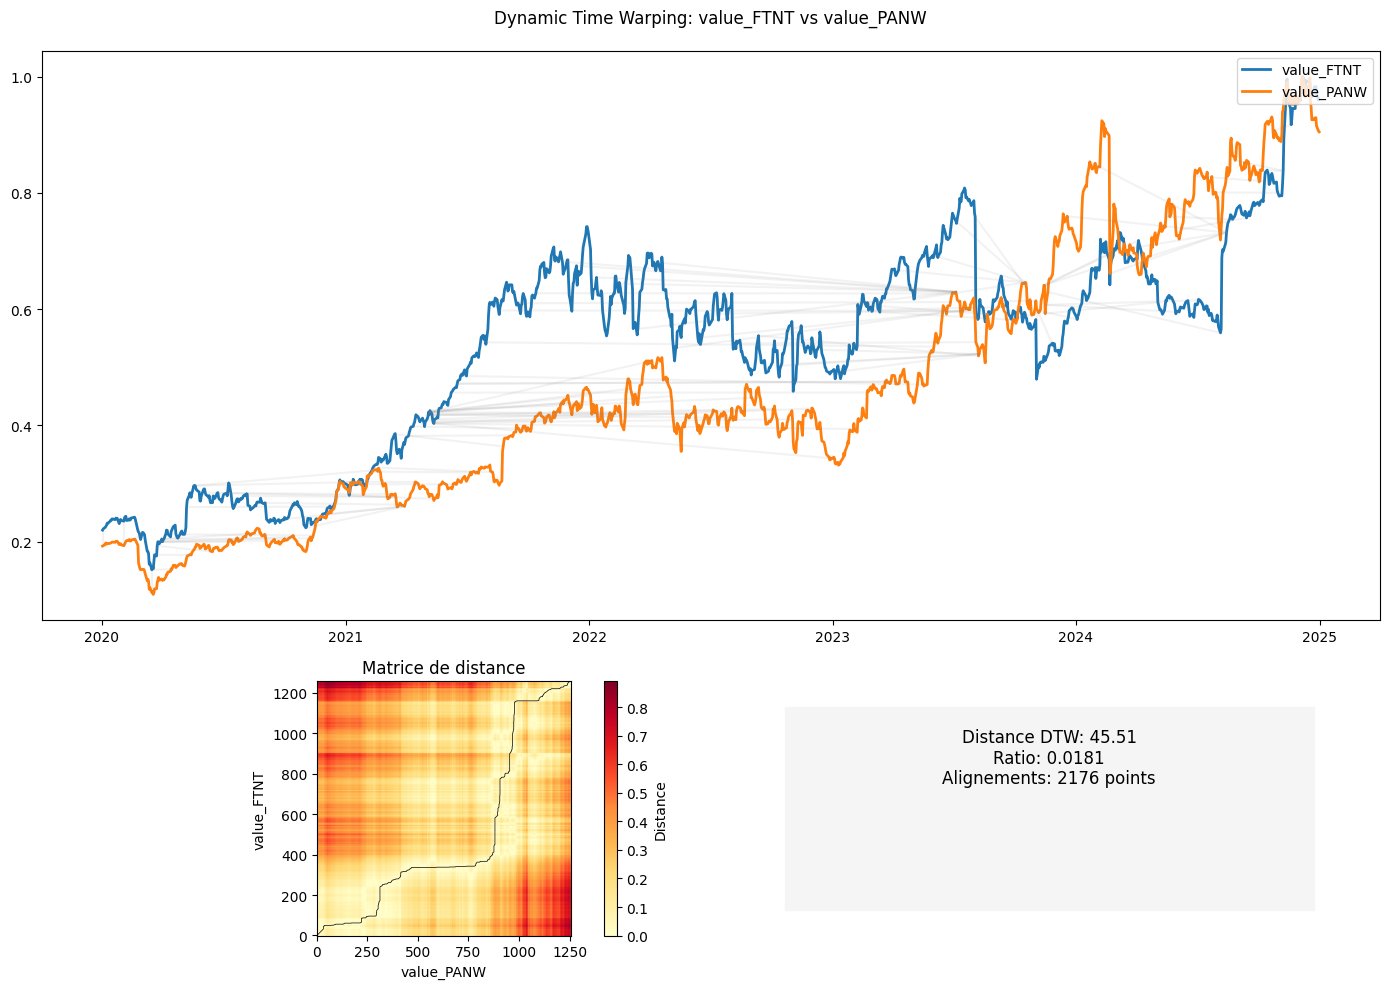 Dynamic Time Warping: value_FTNT vs value_PANW
value_FTNT
value_PANW
1.0
0.8
0.6
0.4
0.2
2020 2021 2022 2023 2024 2025
Matrice de distance
value_FTNT
1200
1000
800
600
400
200
0
0 250 500 750 1000 1250
value_PANW
0.8
0.7
0.6
0.5
0.4
0.3
0.2
0.1
0.0
Distance
Distance DTW: 45.51
Ratio: 0.0181
Alignements: 2176 points